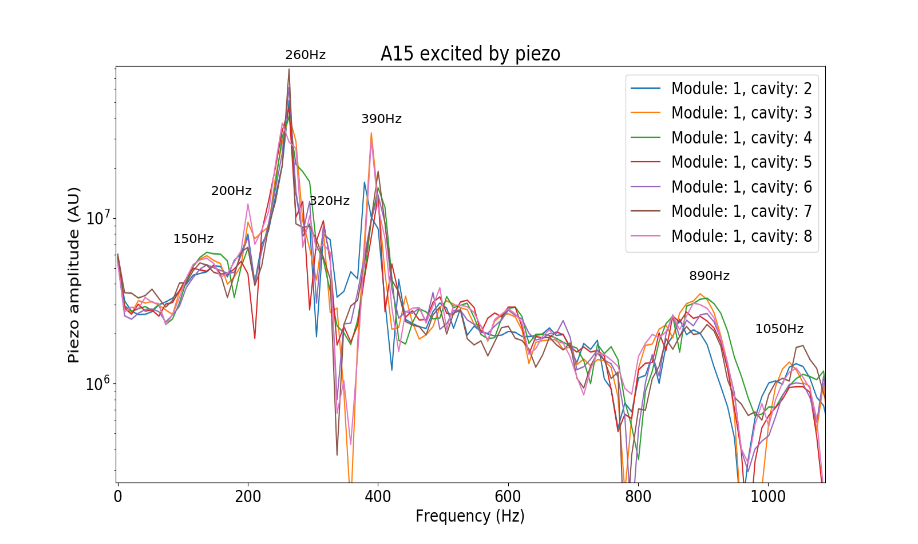 260Hz
A15 excited by piezo
390Hz
200Hz
320Hz
150Hz
890Hz
1050Hz
Module: 1, cavity: 2
Module: 1, cavity: 3
Module: 1, cavity: 4
Module: 1, cavity: 5
Module: 1, cavity: 6
Module: 1, cavity: 7
Module: 1, cavity: 8
Piezo amplitude (AU)
10⁷
10⁶
0 200 400 600 800 1000
Frequency (Hz)